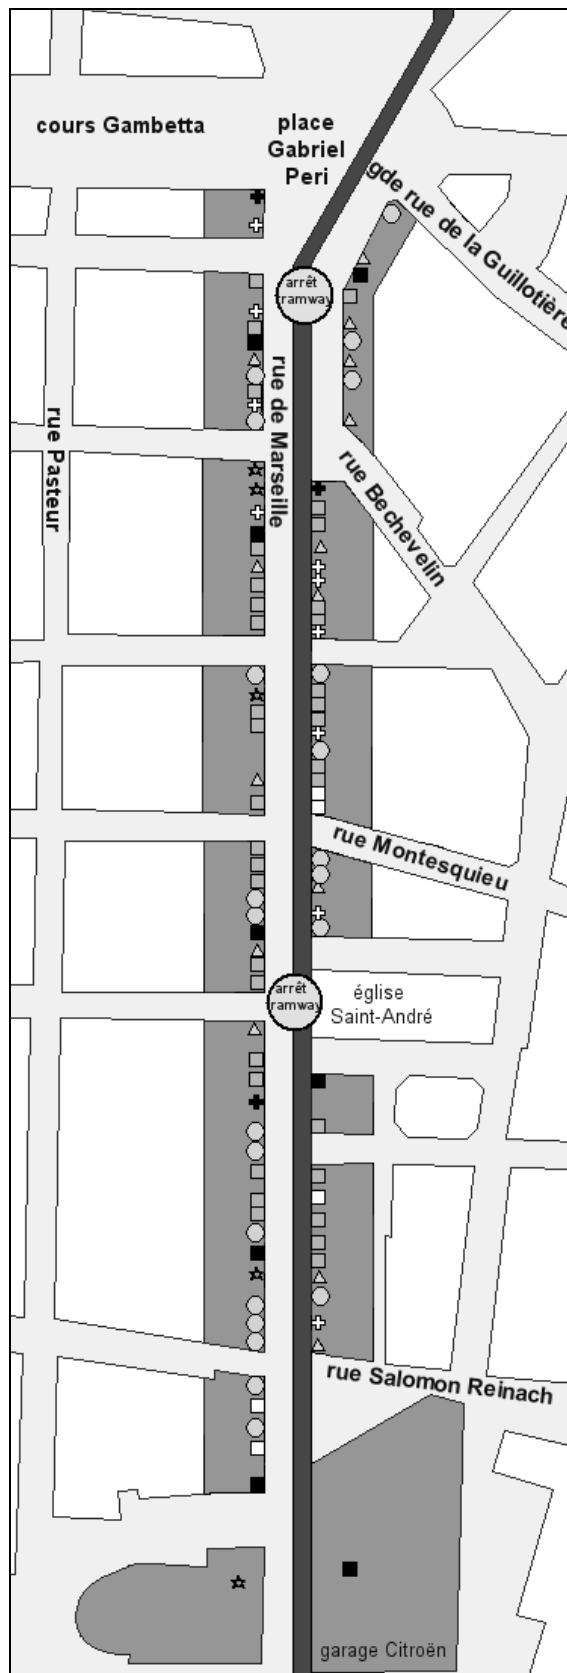 cours Gambetta
place
Gabriel
Peri
gde rue de la Guillotière
arrêt
tramway
rue de Marseille
rue Pasteur
rue Bechevelin
rue Montesquieu
arrêt
tramway
église
Saint-André
rue Salomon Reinach
garage Citroën